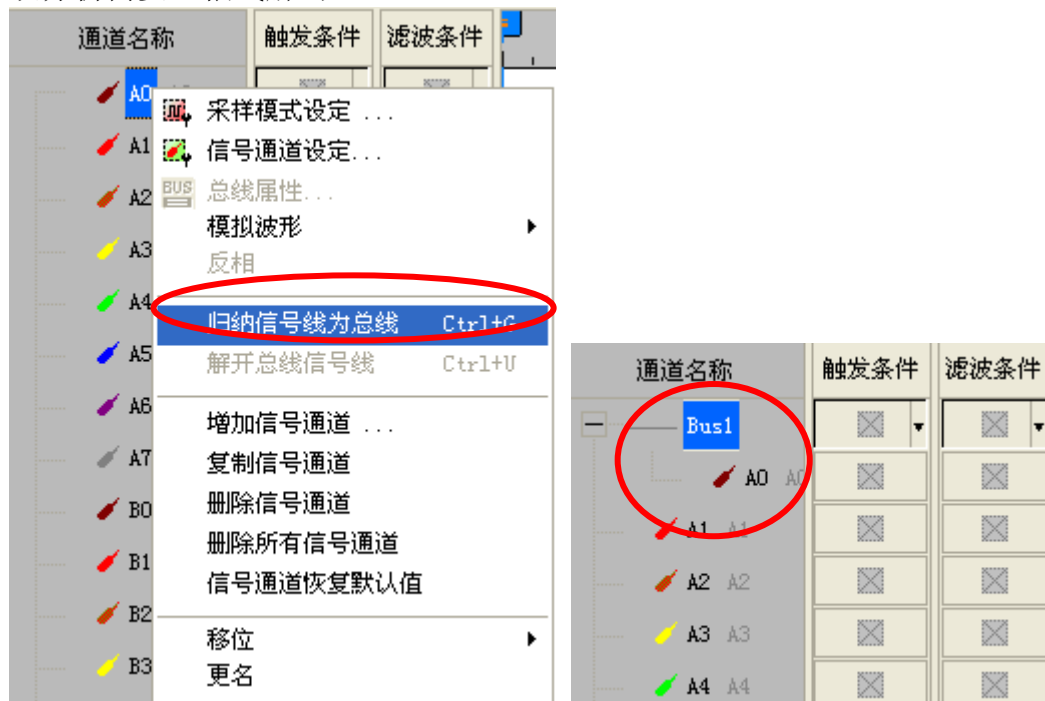 通道名称 触发条件 滤波条件
A0
采样模式设定 ...
A1 信号通道设定...
A2 BUS 总线属性...
模拟波形
A3
反相
A4
归纳信号线为总线 Ctrl+G
A5 解开总线信号线 Ctrl+U
A6
增加信号通道 ...
A7 复制信号通道
B0 删除信号通道
删除所有信号通道
B1
信号通道恢复默认值
B2
移位
B3 更名
通道名称 触发条件 滤波条件
Bus1
A0 A0
A1 A1
A2 A2
A3 A3
A4 A4